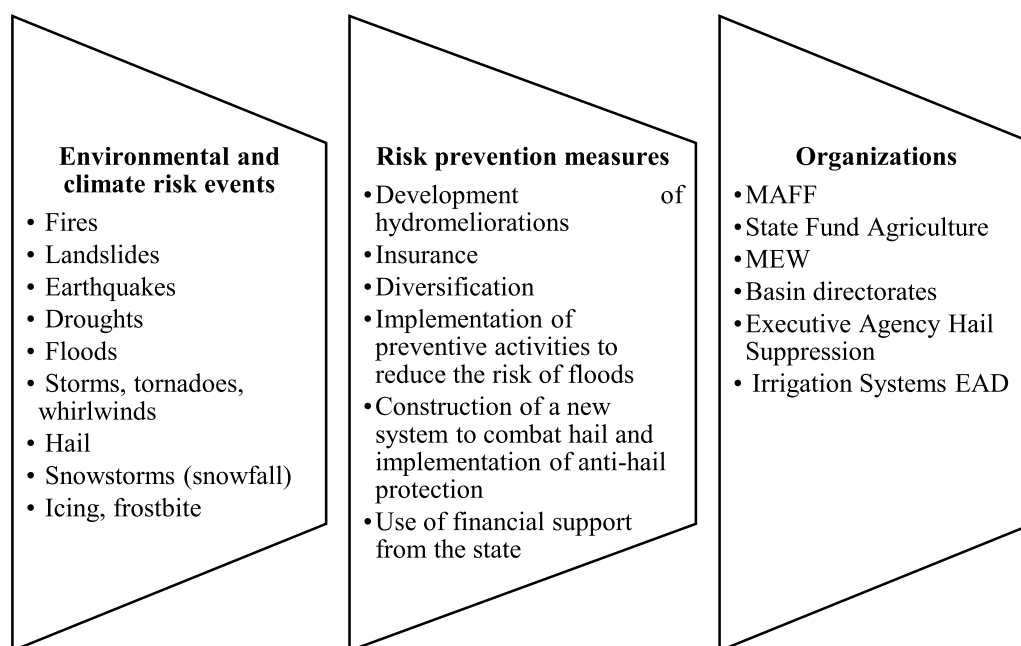 Environmental and
climate risk events
• Fires
• Landslides
• Earthquakes
• Droughts
• Floods
• Storms, tornadoes,
whirlwinds
• Hail
• Snowstorms (snowfall)
• Icing, frostbite
Risk prevention measures
•Development of
hydromeliorations
•Insurance
•Diversification
•Implementation of
preventive activities to
reduce the risk of floods
•Construction of a new
system to combat hail and
implementation of anti-hail
protection
•Use of financial support
from the state
Organizations
•MAFF
•State Fund Agriculture
•MEW
•Basin directorates
•Executive Agency Hail
Suppression
• Irrigation Systems EAD